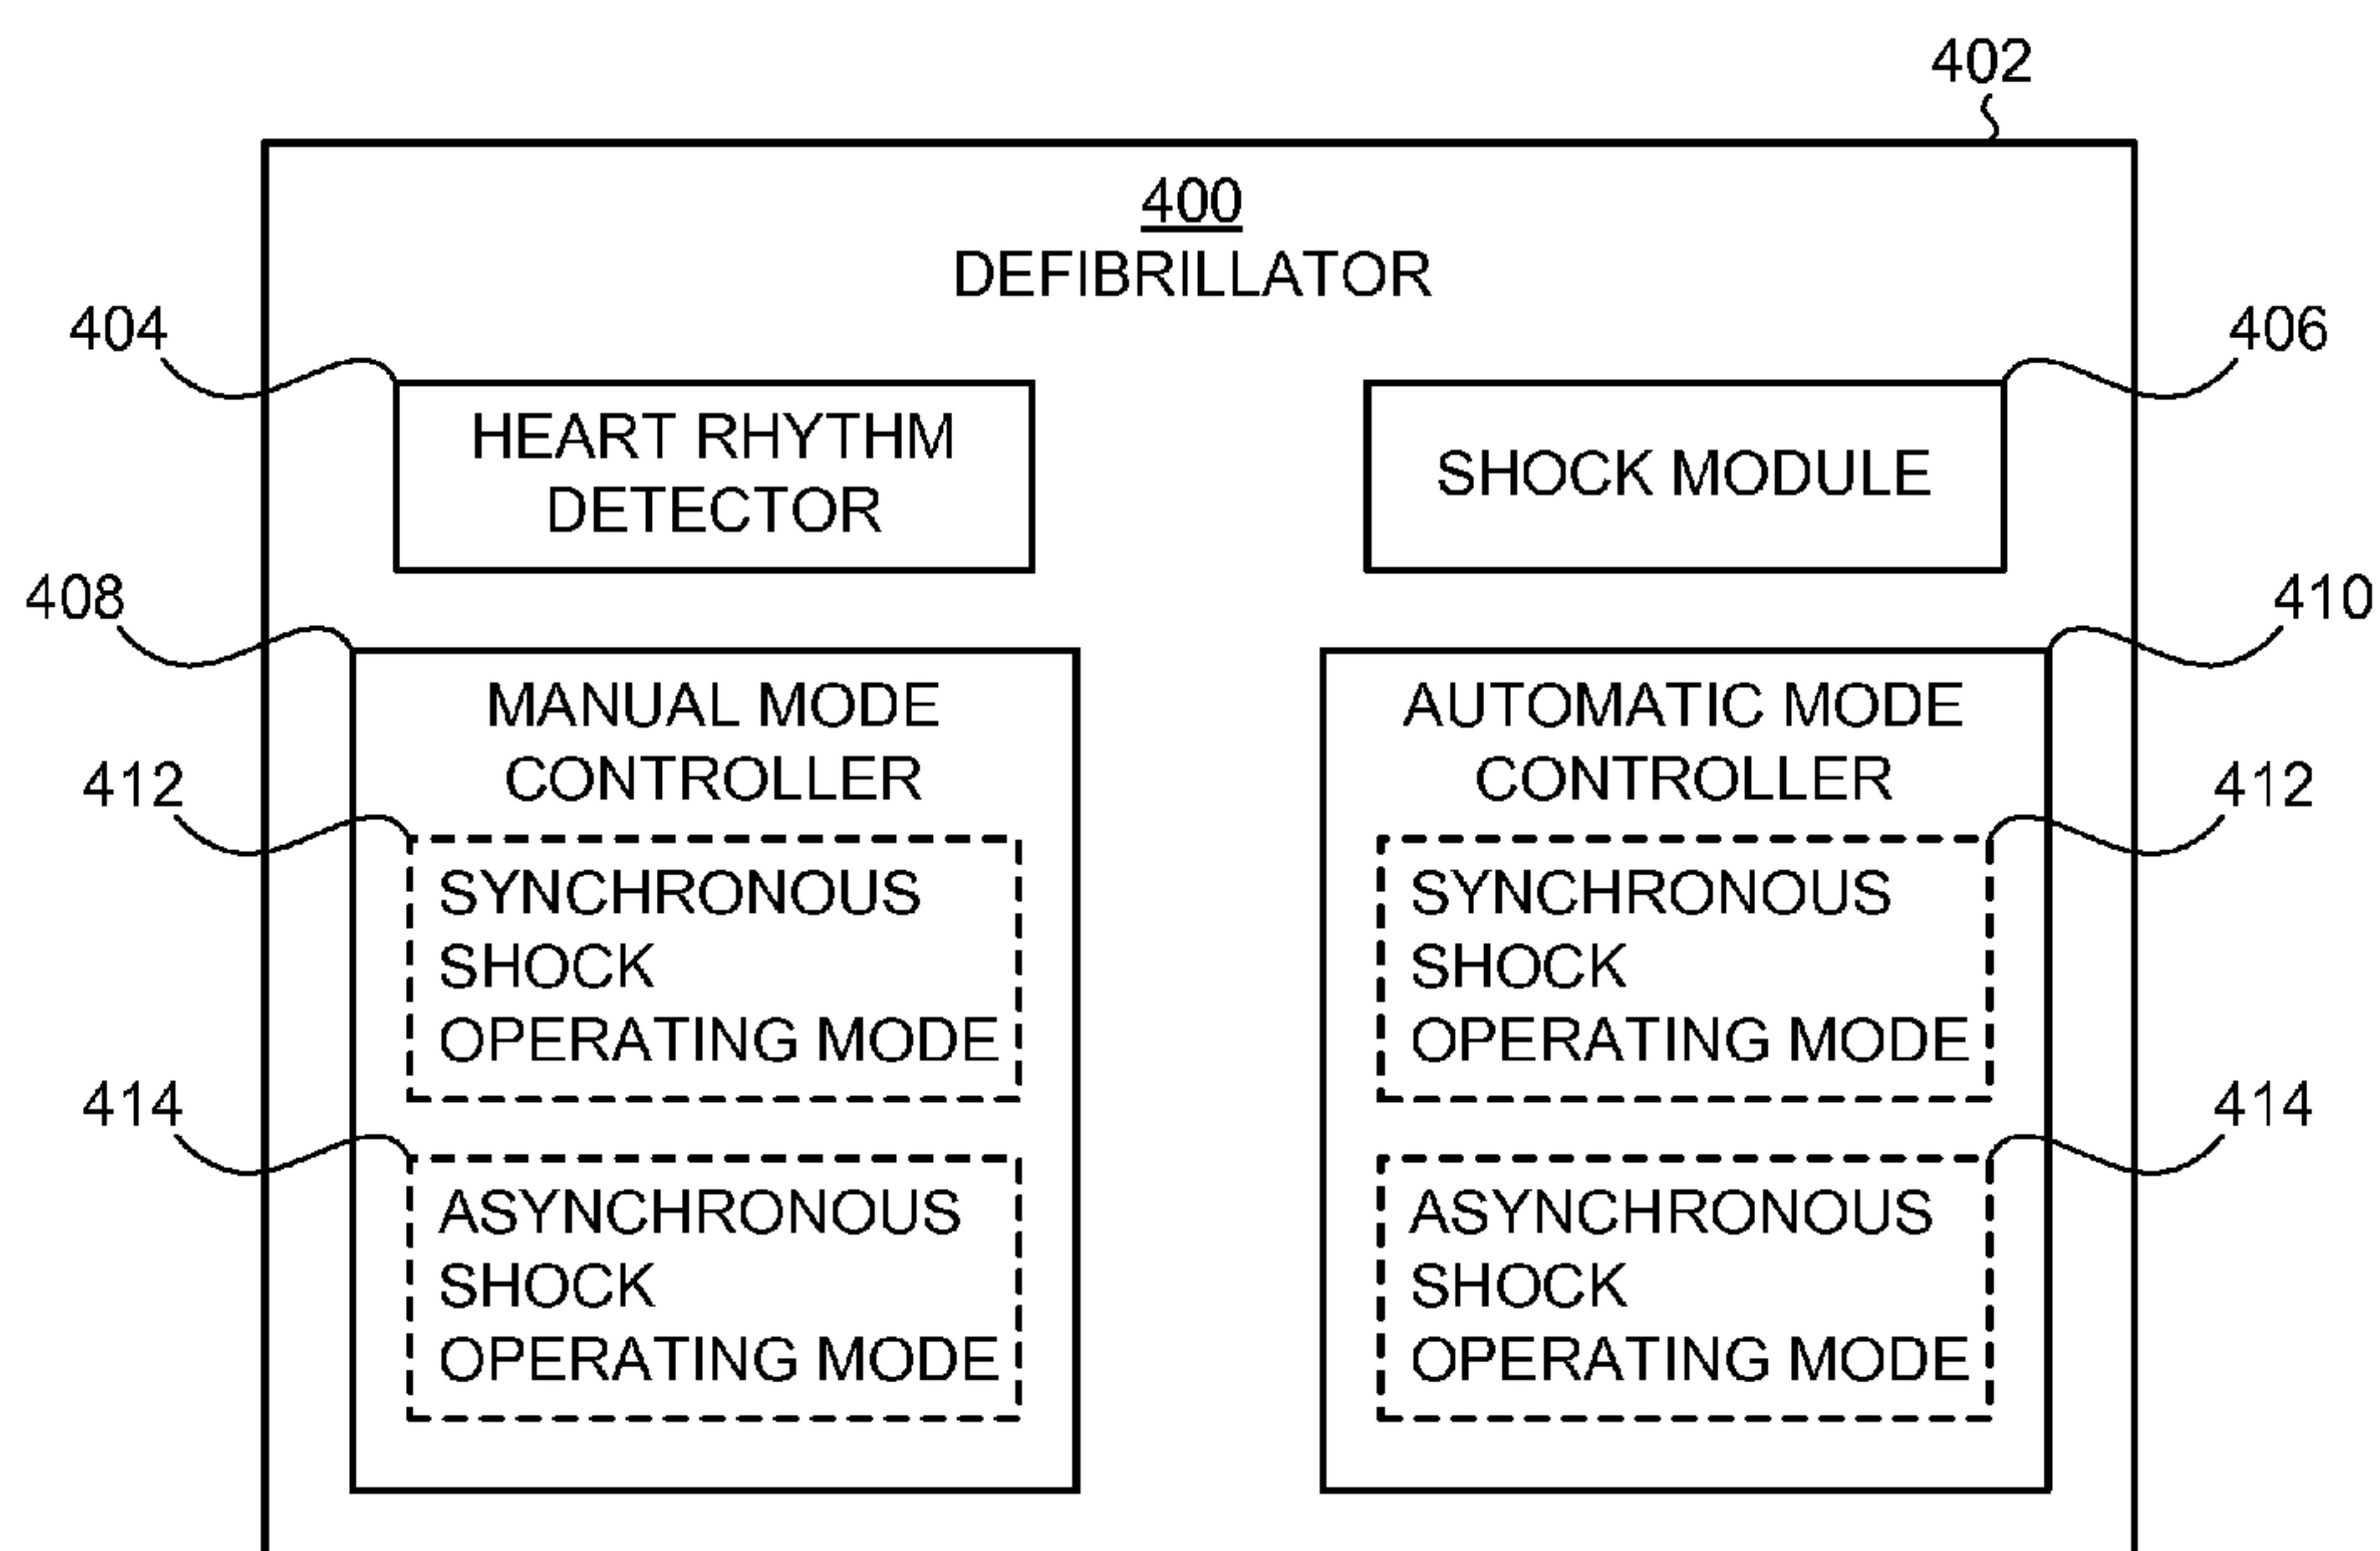 402
400
DEFIBRILLATOR
404
406
HEART RHYTHM
DETECTOR
SHOCK MODULE
408
410
MANUAL MODE
CONTROLLER
AUTOMATIC MODE
CONTROLLER
412
412
SYNCHRONOUS
SHOCK
OPERATING MODE
SYNCHRONOUS
SHOCK
OPERATING MODE
414
414
ASYNCHRONOUS
SHOCK
OPERATING MODE
ASYNCHRONOUS
SHOCK
OPERATING MODE